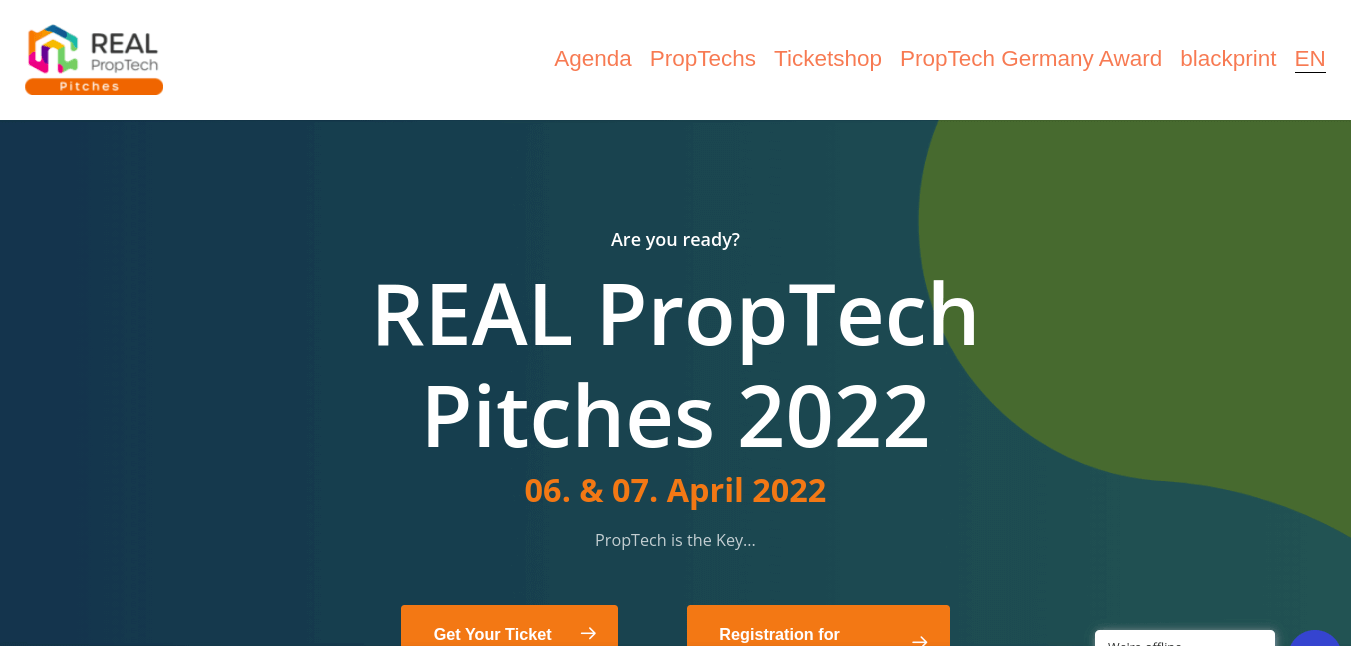 REAL
PropTech
Pitches
Agenda PropTechs Ticketshop PropTech Germany Award blackprint EN
Are you ready?
REAL PropTech
Pitches 2022
06. & 07. April 2022
PropTech is the Key...
Get Your Ticket
Registration for
We're offline